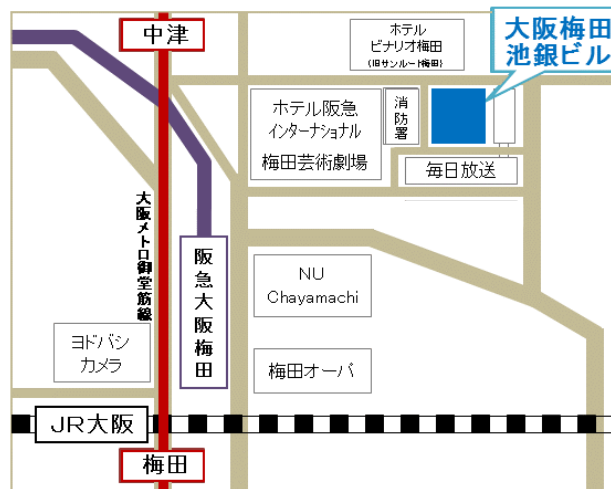 中津
ホテル
ビナリオ梅田
(旧サンルート梅田)
大阪梅田
池銀ビル
ホテル阪急
インターナショナル
梅田芸術劇場
消防署
毎日放送
大阪メトロ御堂筋線
阪急大阪梅田
NU
Chayamachi
ヨドバシ
カメラ
梅田オーパ
JR大阪
梅田